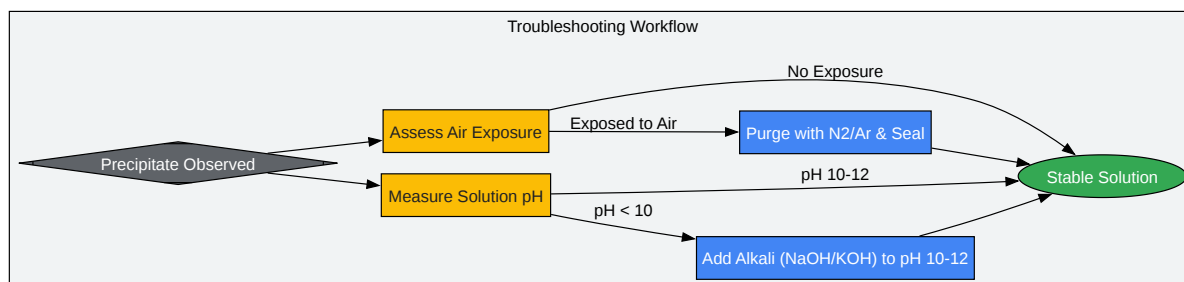 Troubleshooting Workflow
No Exposure
Assess Air Exposure
Exposed to Air
Purge with N2/Ar & Seal
Precipitate Observed
Measure Solution pH
pH 10-12
Stable Solution
pH < 10
Add Alkali (NaOH/KOH) to pH 10-12